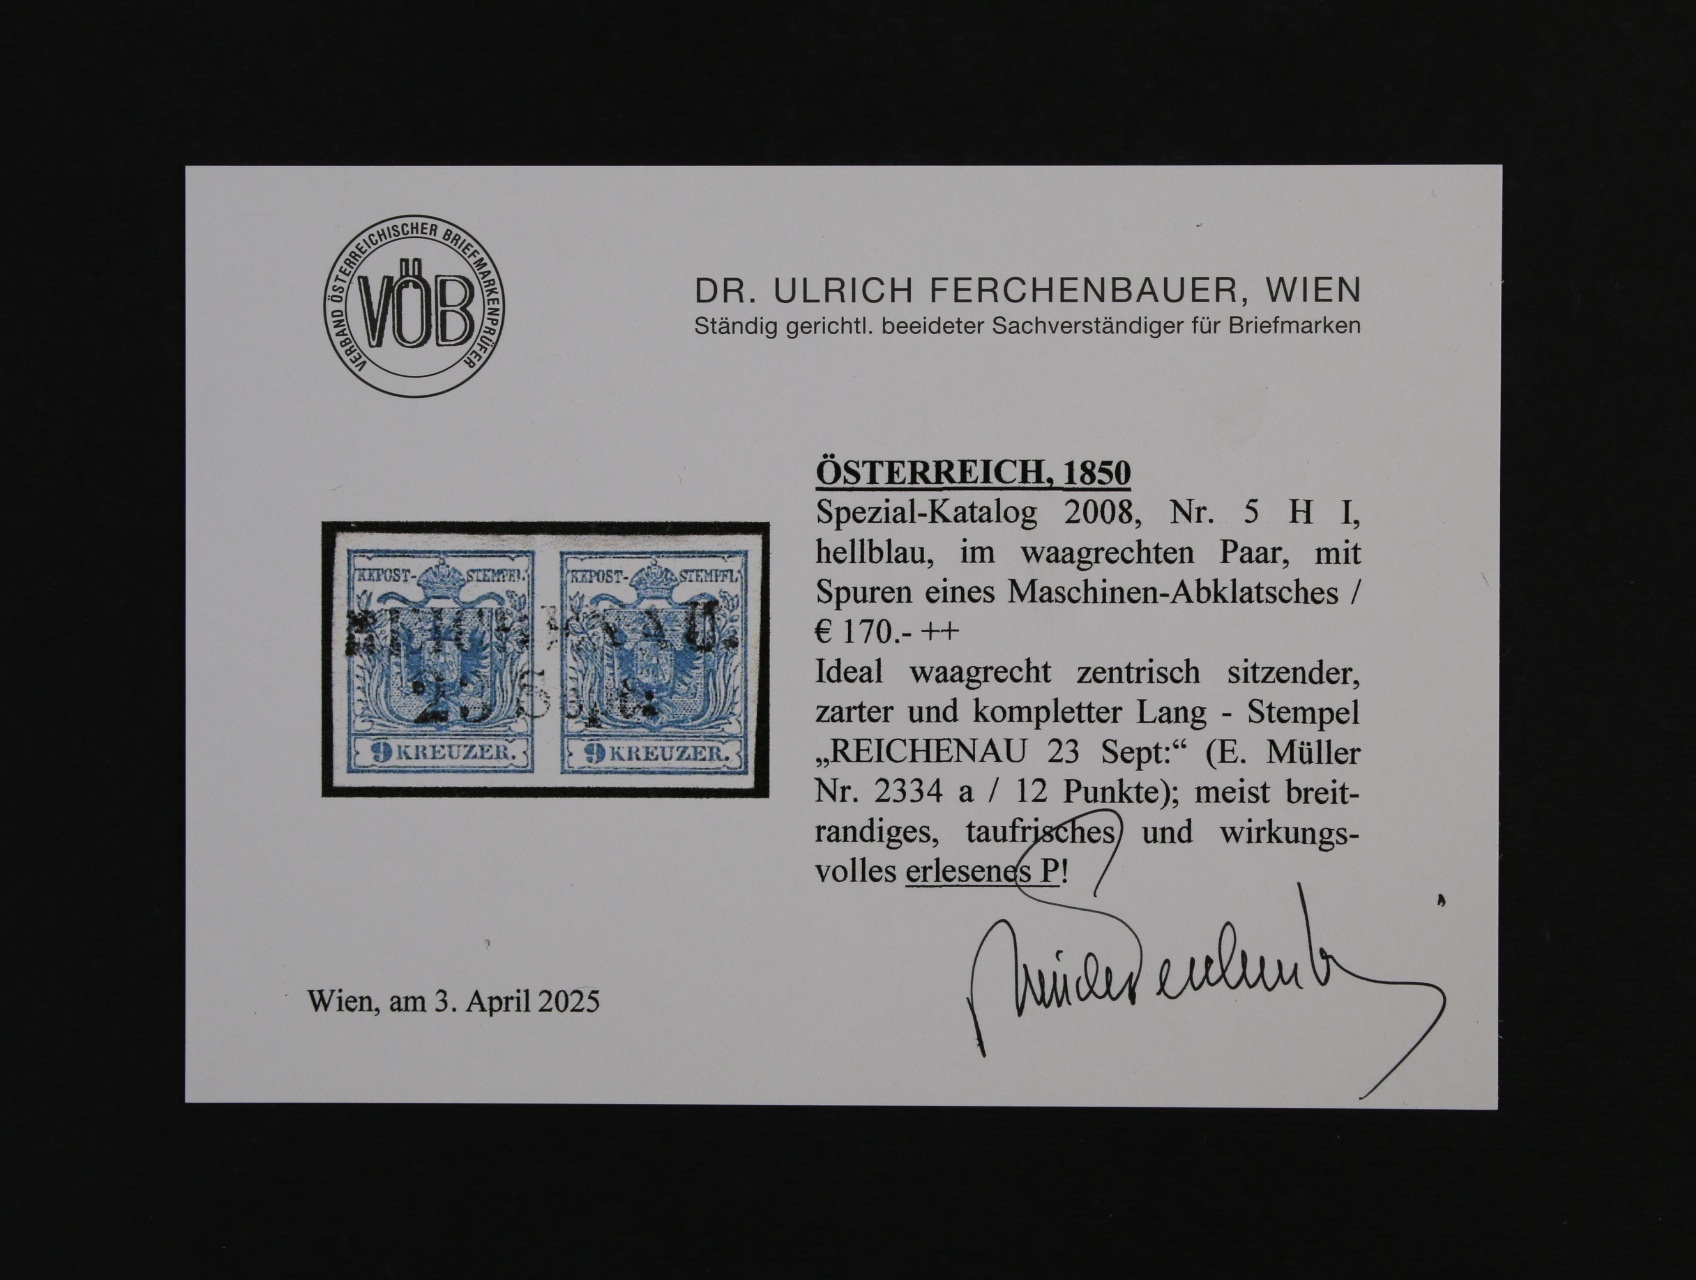 VERBAND ÖSTERREICHISCHER BRIEFMARKENPRÜFER
VÖB
DR. ULRICH FERCHENBAUER, WIEN
Ständig gerichtl. beeideter Sachverständiger für Briefmarken
ÖSTERREICH, 1850
Spezial-Katalog 2008, Nr. 5 H I,
hellblau, im waagrechten Paar, mit
Spuren eines Maschinen-Abklatsches /
€ 170.- ++
Ideal waagrecht zentrisch sitzender,
zarter und kompletter Lang - Stempel
„REICHENAU 23 Sept:“ (E. Müller
Nr. 2334 a / 12 Punkte); meist breit-
randiges, taufrisches und wirkungs-
volles erlesenes P!
KKPOST- STEMPEL KKPOST- STEMPEL
REICHENAU.
23 Sept:
9 KREUZER. 9 KREUZER.
Wien, am 3. April 2025